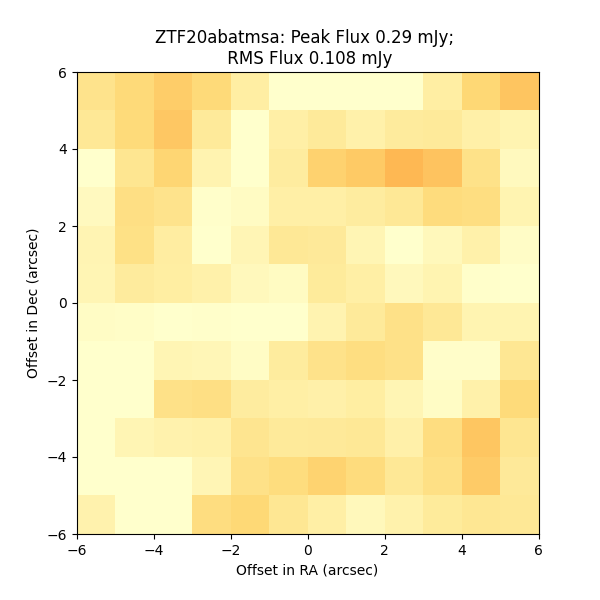 ZTF20abatmsa: Peak Flux 0.29 mJy;
RMS Flux 0.108 mJy
6
4
2
0
−2
−4
−6
Offset in Dec (arcsec)
−6 −4 −2 0 2 4 6
Offset in RA (arcsec)